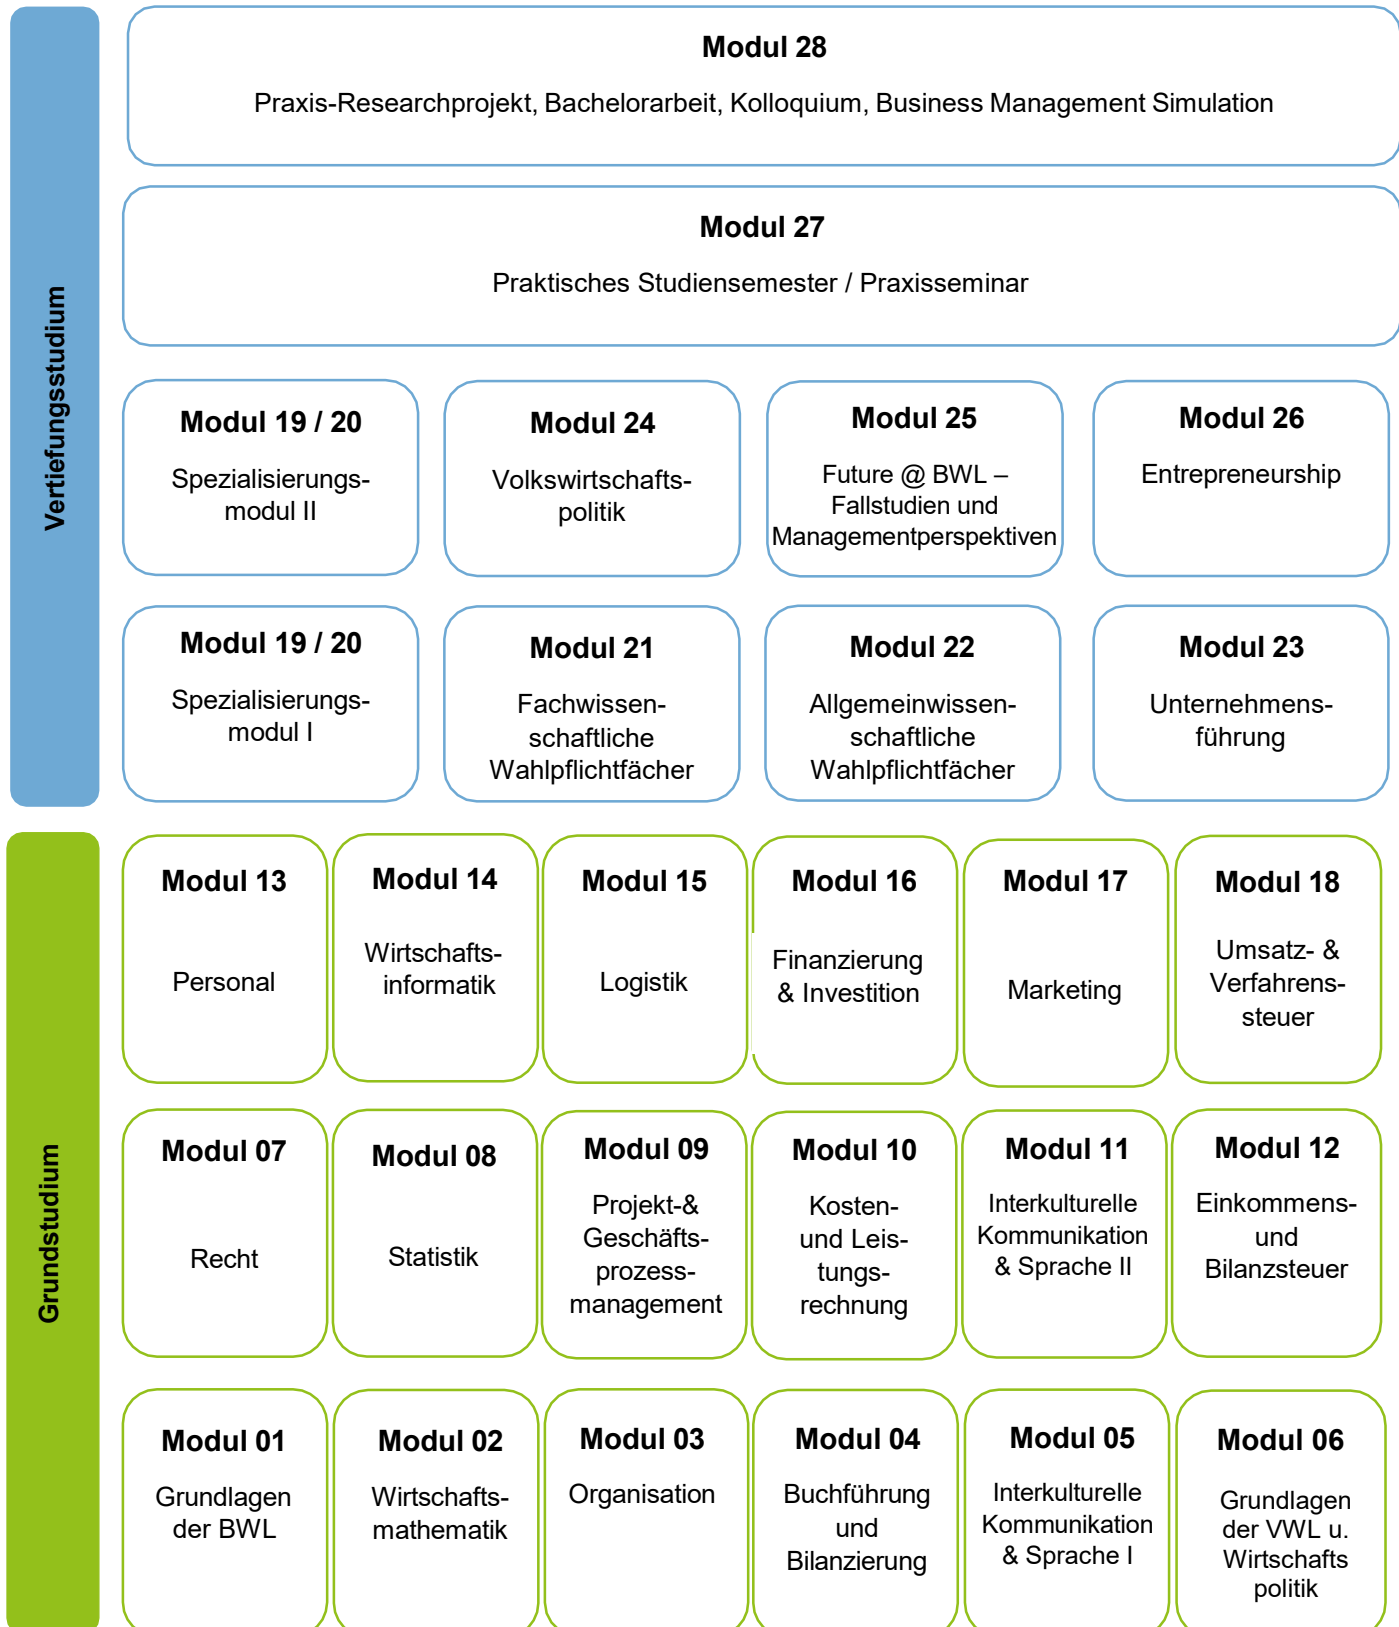 Vertiefungsstudium
Modul 28
Praxis-Researchprojekt, Bachelorarbeit, Kolloquium, Business Management Simulation
Modul 27
Praktisches Studiensemester / Praxisseminar
Modul 19 / 20
Spezialisierungs-
modul II
Modul 24
Volkswirtschafts-
politik
Modul 25
Future @ BWL –
Fallstudien und
Managementperspektiven
Modul 26
Entrepreneurship
Modul 19 / 20
Spezialisierungs-
modul I
Modul 21
Fachwissen-
schaftliche
Wahlpflichtfächer
Modul 22
Allgemeinwissen-
schaftliche
Wahlpflichtfächer
Modul 23
Unternehmens-
führung
Grundstudium
Modul 13
Personal
Modul 14
Wirtschafts-
informatik
Modul 15
Logistik
Modul 16
Finanzierung
& Investition
Modul 17
Marketing
Modul 18
Umsatz- &
Verfahrens-
steuer
Modul 07
Recht
Modul 08
Statistik
Modul 09
Projekt-&
Geschäfts-
prozess-
management
Modul 10
Kosten-
und Leis-
tungs-
rechnung
Modul 11
Interkulturelle
Kommunikation
& Sprache II
Modul 12
Einkommens-
und
Bilanzsteuer
Modul 01
Grundlagen
der BWL
Modul 02
Wirtschafts-
mathematik
Modul 03
Organisation
Modul 04
Buchführung
und
Bilanzierung
Modul 05
Interkulturelle
Kommunikation
& Sprache I
Modul 06
Grundlagen
der VWL u.
Wirtschafts
politik